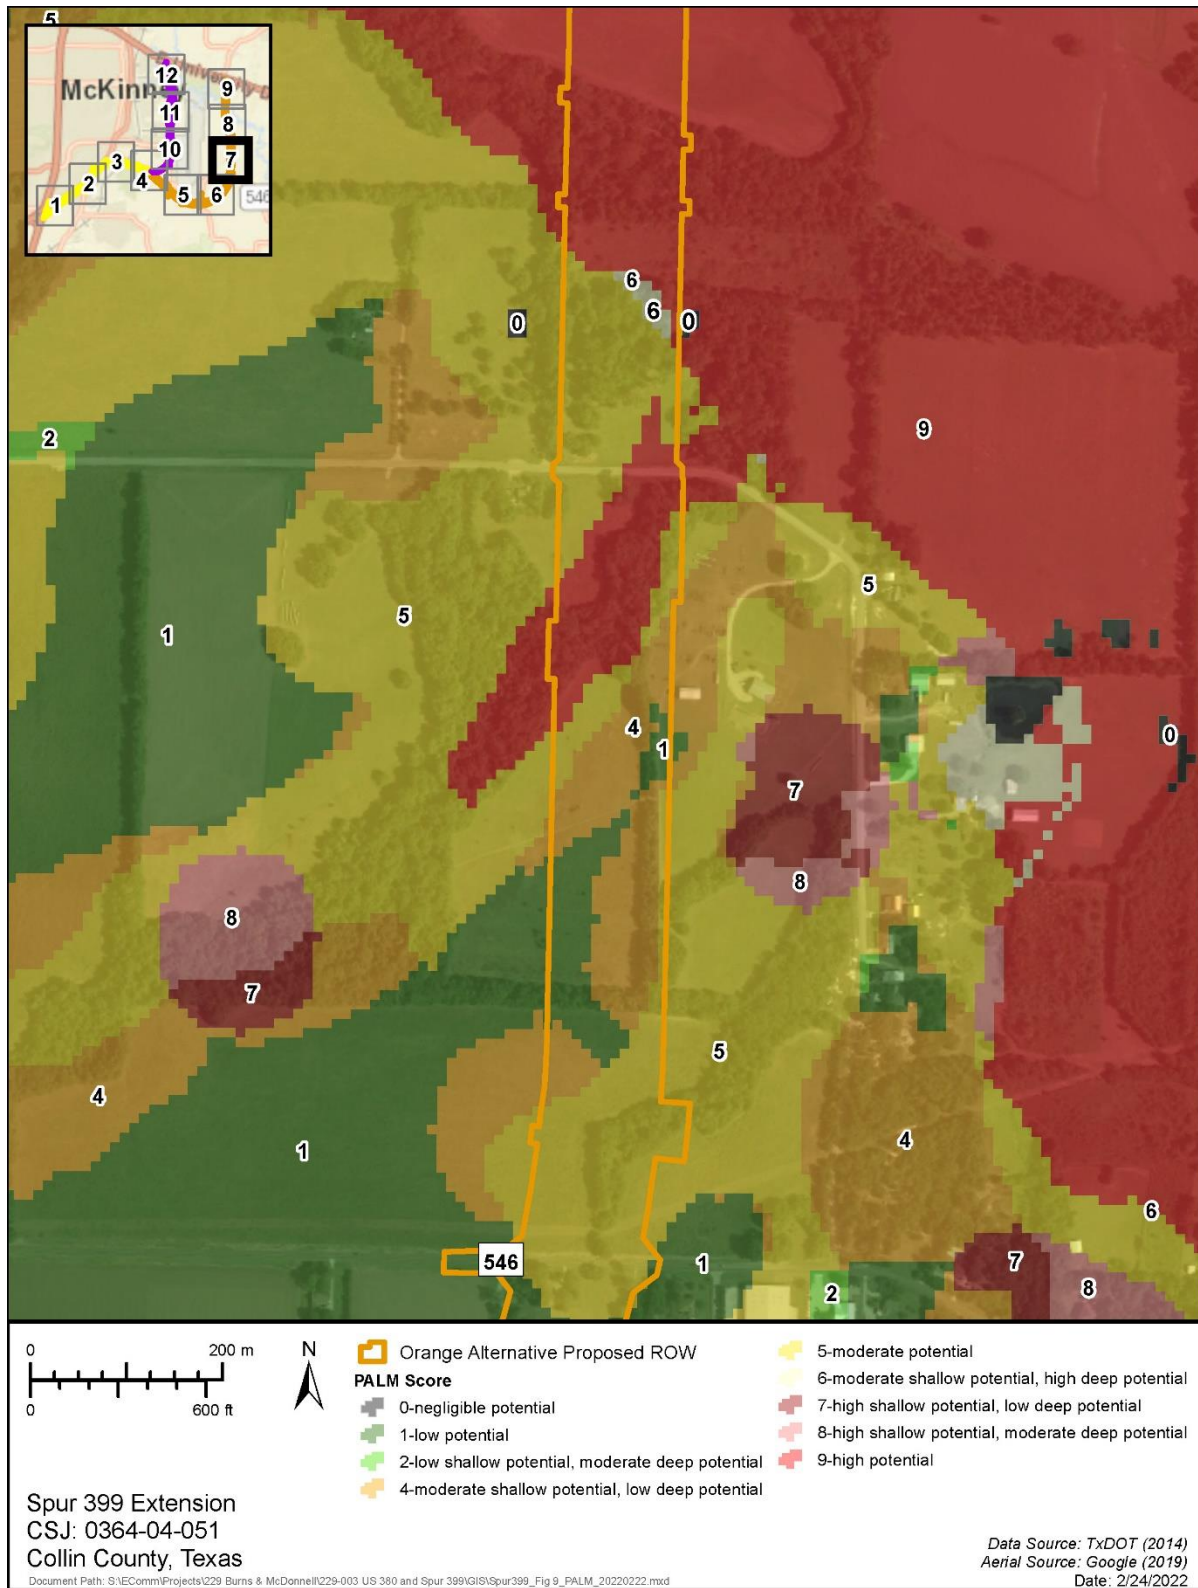 5
12
E University D
McKinn
9
11
8
10
3
7
2
4
5
6
1
546
6
6
0
0
9
2
5
5
1
4
1
0
7
8
8
7
5
4
4
1
6
546
1
7
8
2
0 200 m
0 600 ft
N
Orange Alternative Proposed ROW
PALM Score
0-negligible potential
1-low potential
2-low shallow potential, moderate deep potential
4-moderate shallow potential, low deep potential
5-moderate potential
6-moderate shallow potential, high deep potential
7-high shallow potential, low deep potential
8-high shallow potential, moderate deep potential
9-high potential
Spur 399 Extension
CSJ: 0364-04-051
Collin County, Texas
Data Source: TxDOT (2014)
Aerial Source: Google (2019)
Date: 2/24/2022
Document Path: S:\EComm\Projects\229 Burns & McDonnell\229-003 US 380 and Spur 399\GIS\Spur399_Fig 9_PALM_20220222.mxd